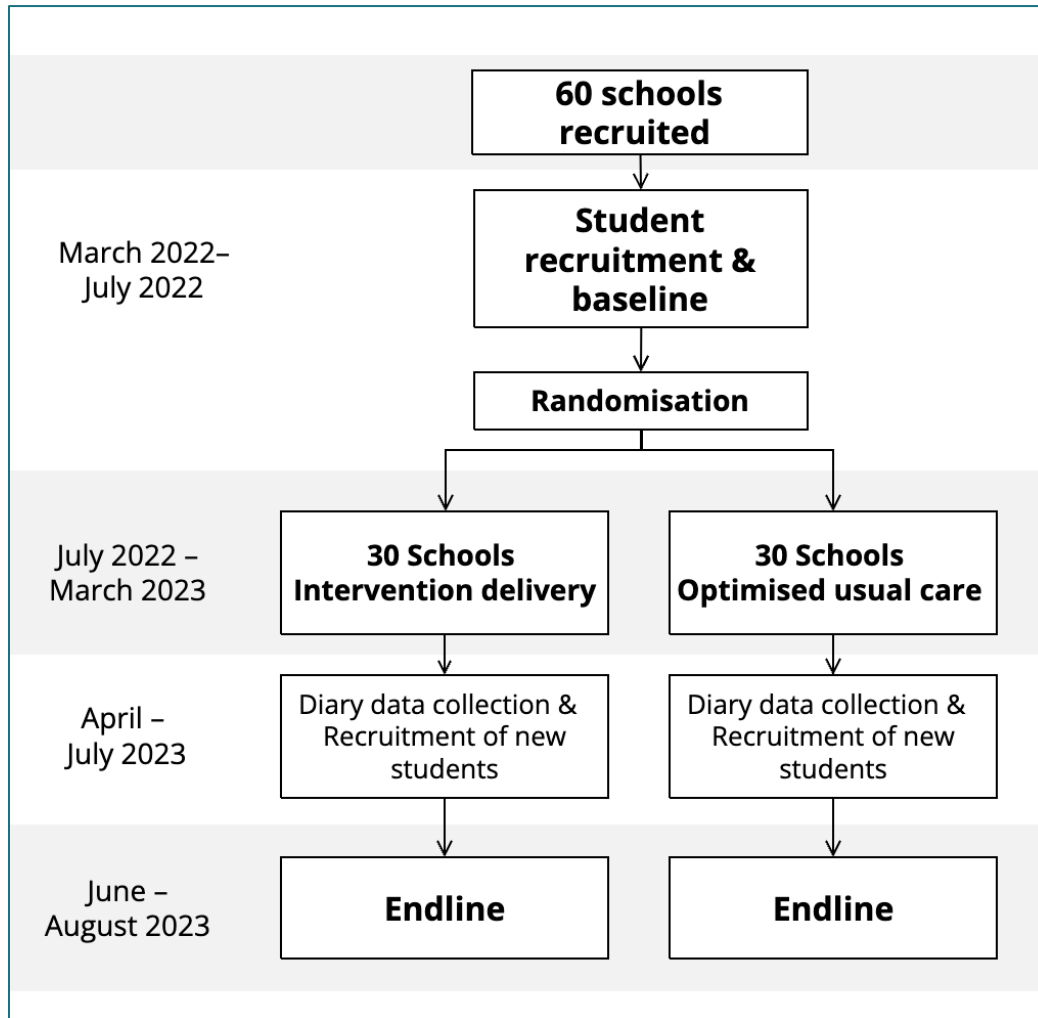 60 schools
recruited
March 2022–
July 2022
Student
recruitment &
baseline
Randomisation
July 2022 –
March 2023
30 Schools
Intervention delivery
30 Schools
Optimised usual care
April –
July 2023
Diary data collection &
Recruitment of new
students
Diary data collection &
Recruitment of new
students
June –
August 2023
Endline
Endline